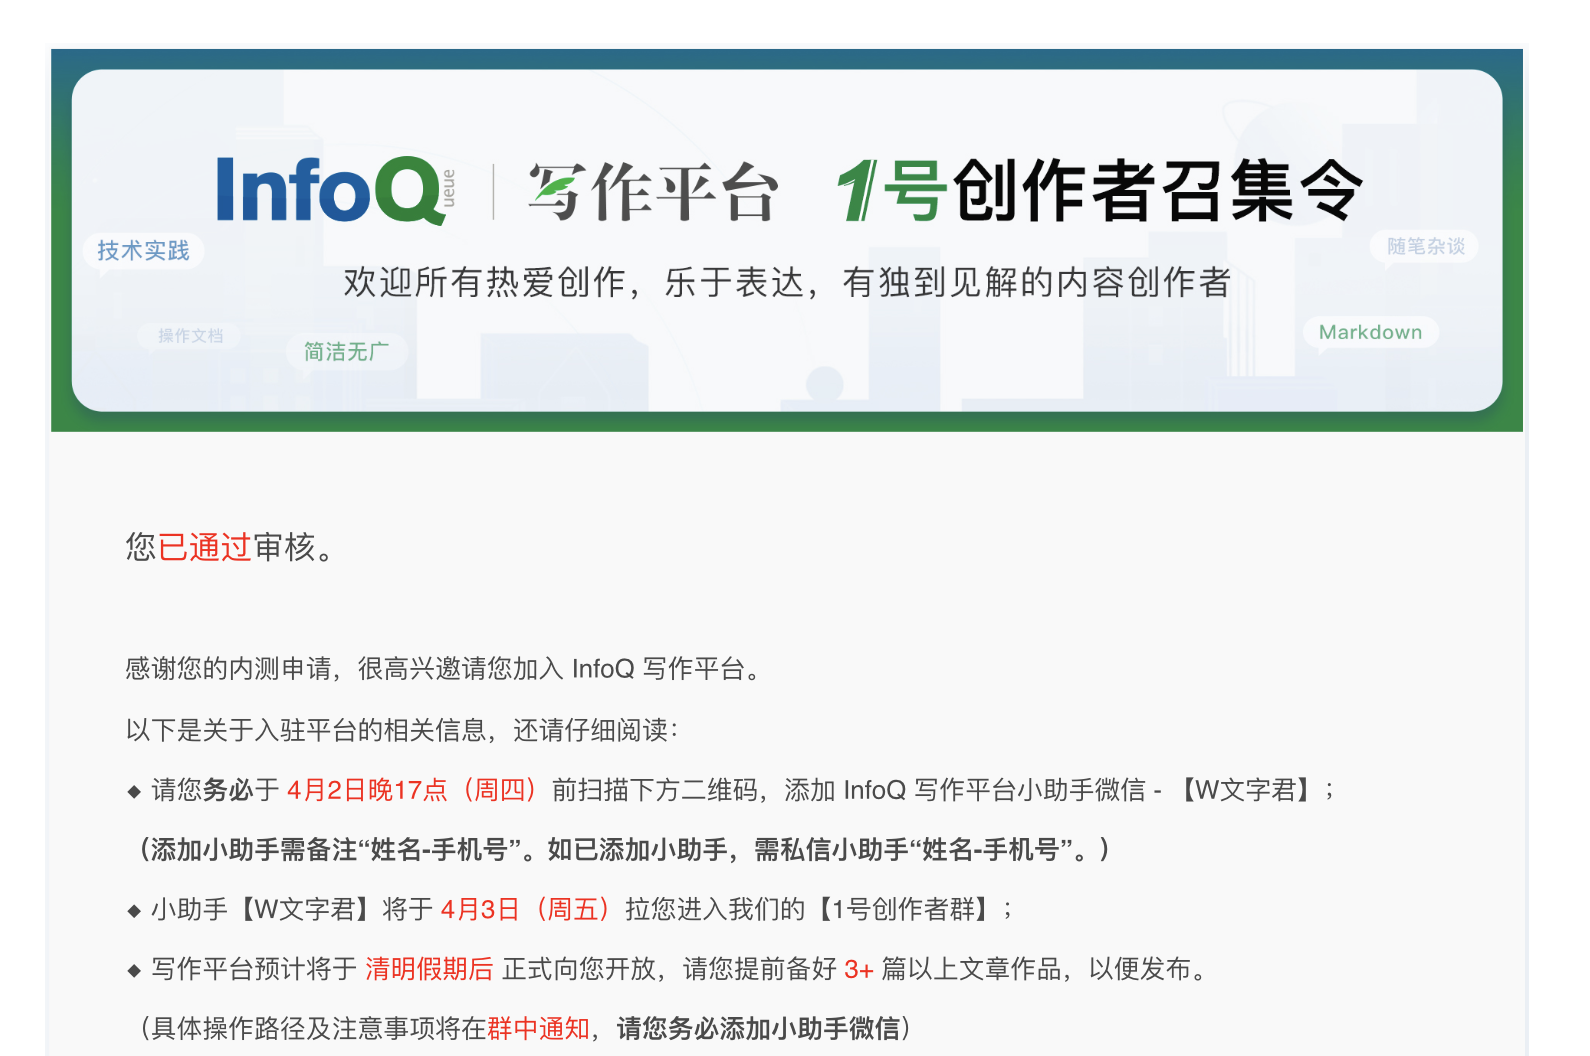 InfoQueue 写作平台 1号创作者召集令
技术实践
随笔杂谈
欢迎所有热爱创作，乐于表达，有独到见解的内容创作者
操作文档
简洁无广
Markdown
您已通过审核。
感谢您的内测申请，很高兴邀请您加入 InfoQ 写作平台。
以下是关于入驻平台的相关信息，还请仔细阅读：
◆ 请您务必于 4月2日晚17点（周四）前扫描下方二维码，添加 InfoQ 写作平台小助手微信 - 【W文字君】；
（添加小助手需备注“姓名-手机号”。如已添加小助手，需私信小助手“姓名-手机号”。）
◆ 小助手【W文字君】将于 4月3日（周五）拉您进入我们的【1号创作者群】；
◆ 写作平台预计将于 清明假期后 正式向您开放，请您提前备好 3+ 篇以上文章作品，以便发布。
（具体操作路径及注意事项将在群中通知，请您务必添加小助手微信）